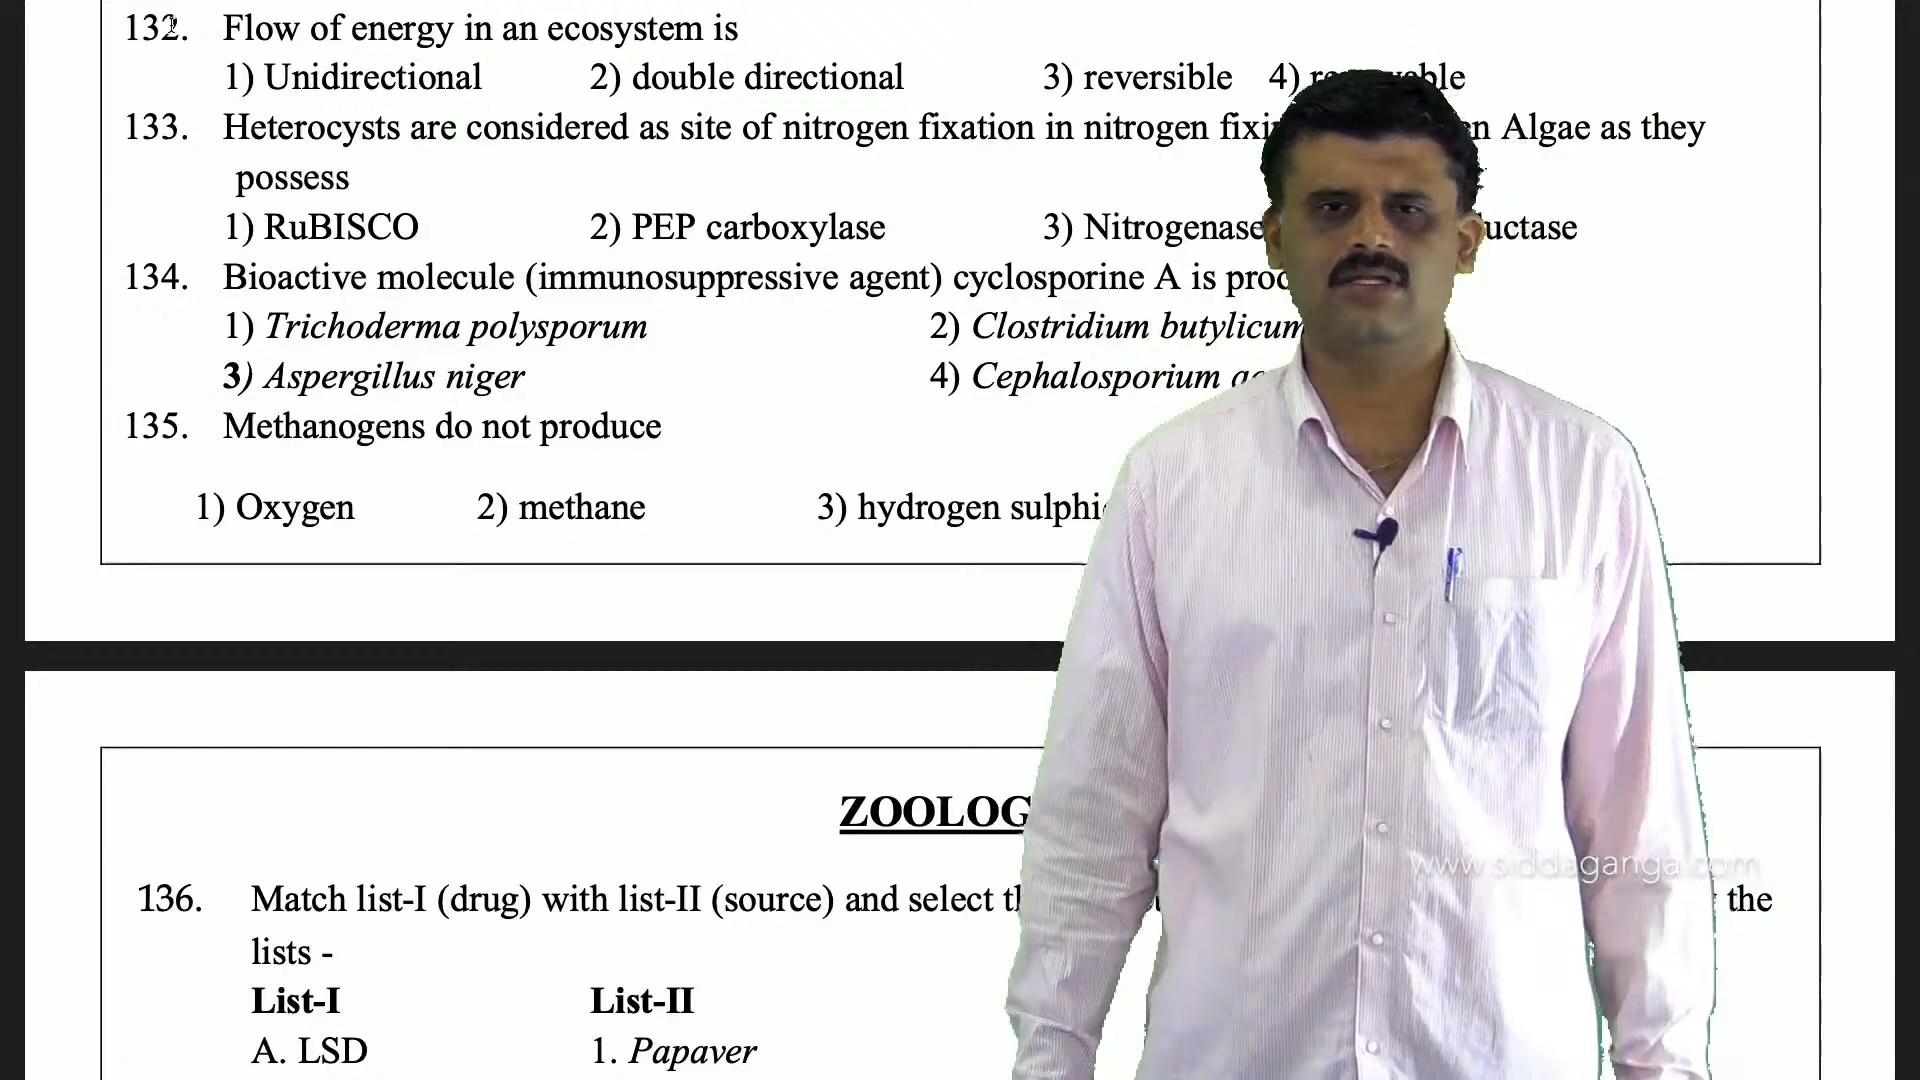 132. Flow of energy in an ecosystem is
1) Unidirectional 2) double directional 3) reversible 4)
133. Heterocysts are considered as site of nitrogen fixation in nitrogen Algae as they
possess
1) RuBISCO 2) PEP carboxylase 3) Nitrogenase
134. Bioactive molecule (immunosuppressive agent) cyclosporine A is
1) Trichoderma polysporum 2) Clostridium butylicum
3) Aspergillus niger 4) Cephalosporium
135. Methanogens do not produce
1) Oxygen 2) methane 3) hydrogen
ZOOLOG
136. Match list-I (drug) with list-II (source) and select the
lists -
List-I List-II
A. LSD 1. Papaver
www.siddaganga.com